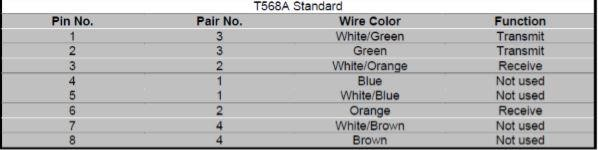 T568A Standard
Pin No. Pair No. Wire Color Function
1 3 White/Green Transmit
2 3 Green Transmit
3 2 White/Orange Receive
4 1 Blue Not used
5 1 White/Blue Not used
6 2 Orange Receive
7 4 White/Brown Not used
8 4 Brown Not used